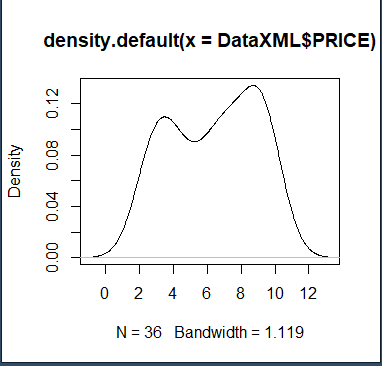 density.default(x = DataXML$PRICE)
Density
0.12
0.08
0.04
0.00
0 2 4 6 8 10 12
N = 36 Bandwidth = 1.119